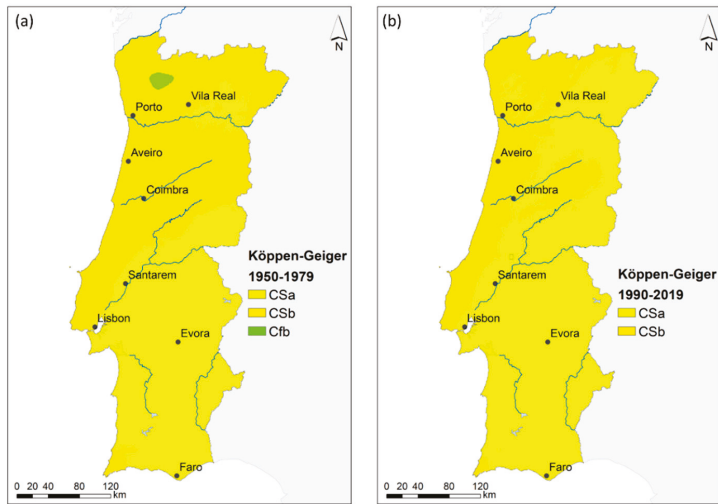 (a)
N
Porto
Vila Real
Aveiro
Coimbra
Köppen-Geiger
1950-1979
CSa
CSb
Cfb
Santarem
Lisbon
Evora
Faro
0 20 40 80 120
km
(b)
N
Porto
Vila Real
Aveiro
Coimbra
Santarem
Köppen-Geiger
1990-2019
CSa
CSb
Lisbon
Evora
Faro
0 20 40 80 120
km